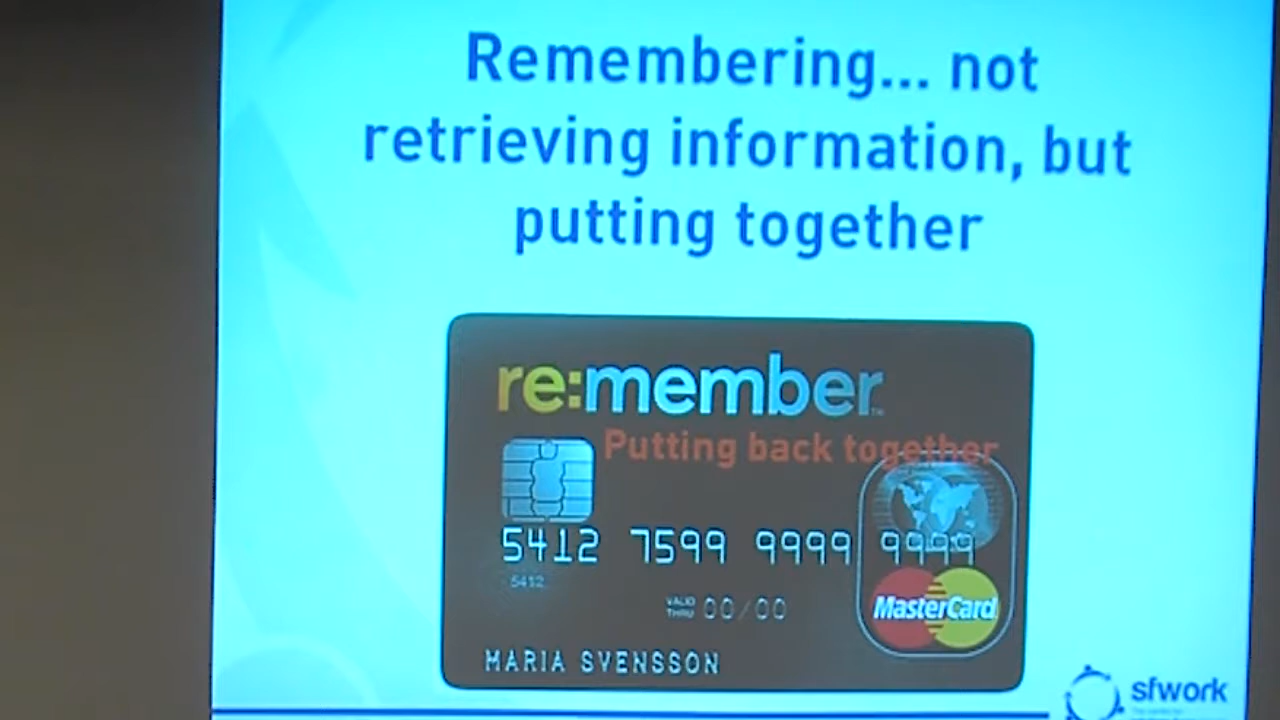 Remembering... not
retrieving information, but
putting together
re:member™
Putting back together
5412 7599 9999 9999
5412
VALID THRU 00/00
MasterCard
MARIA SVENSSON
sfwork